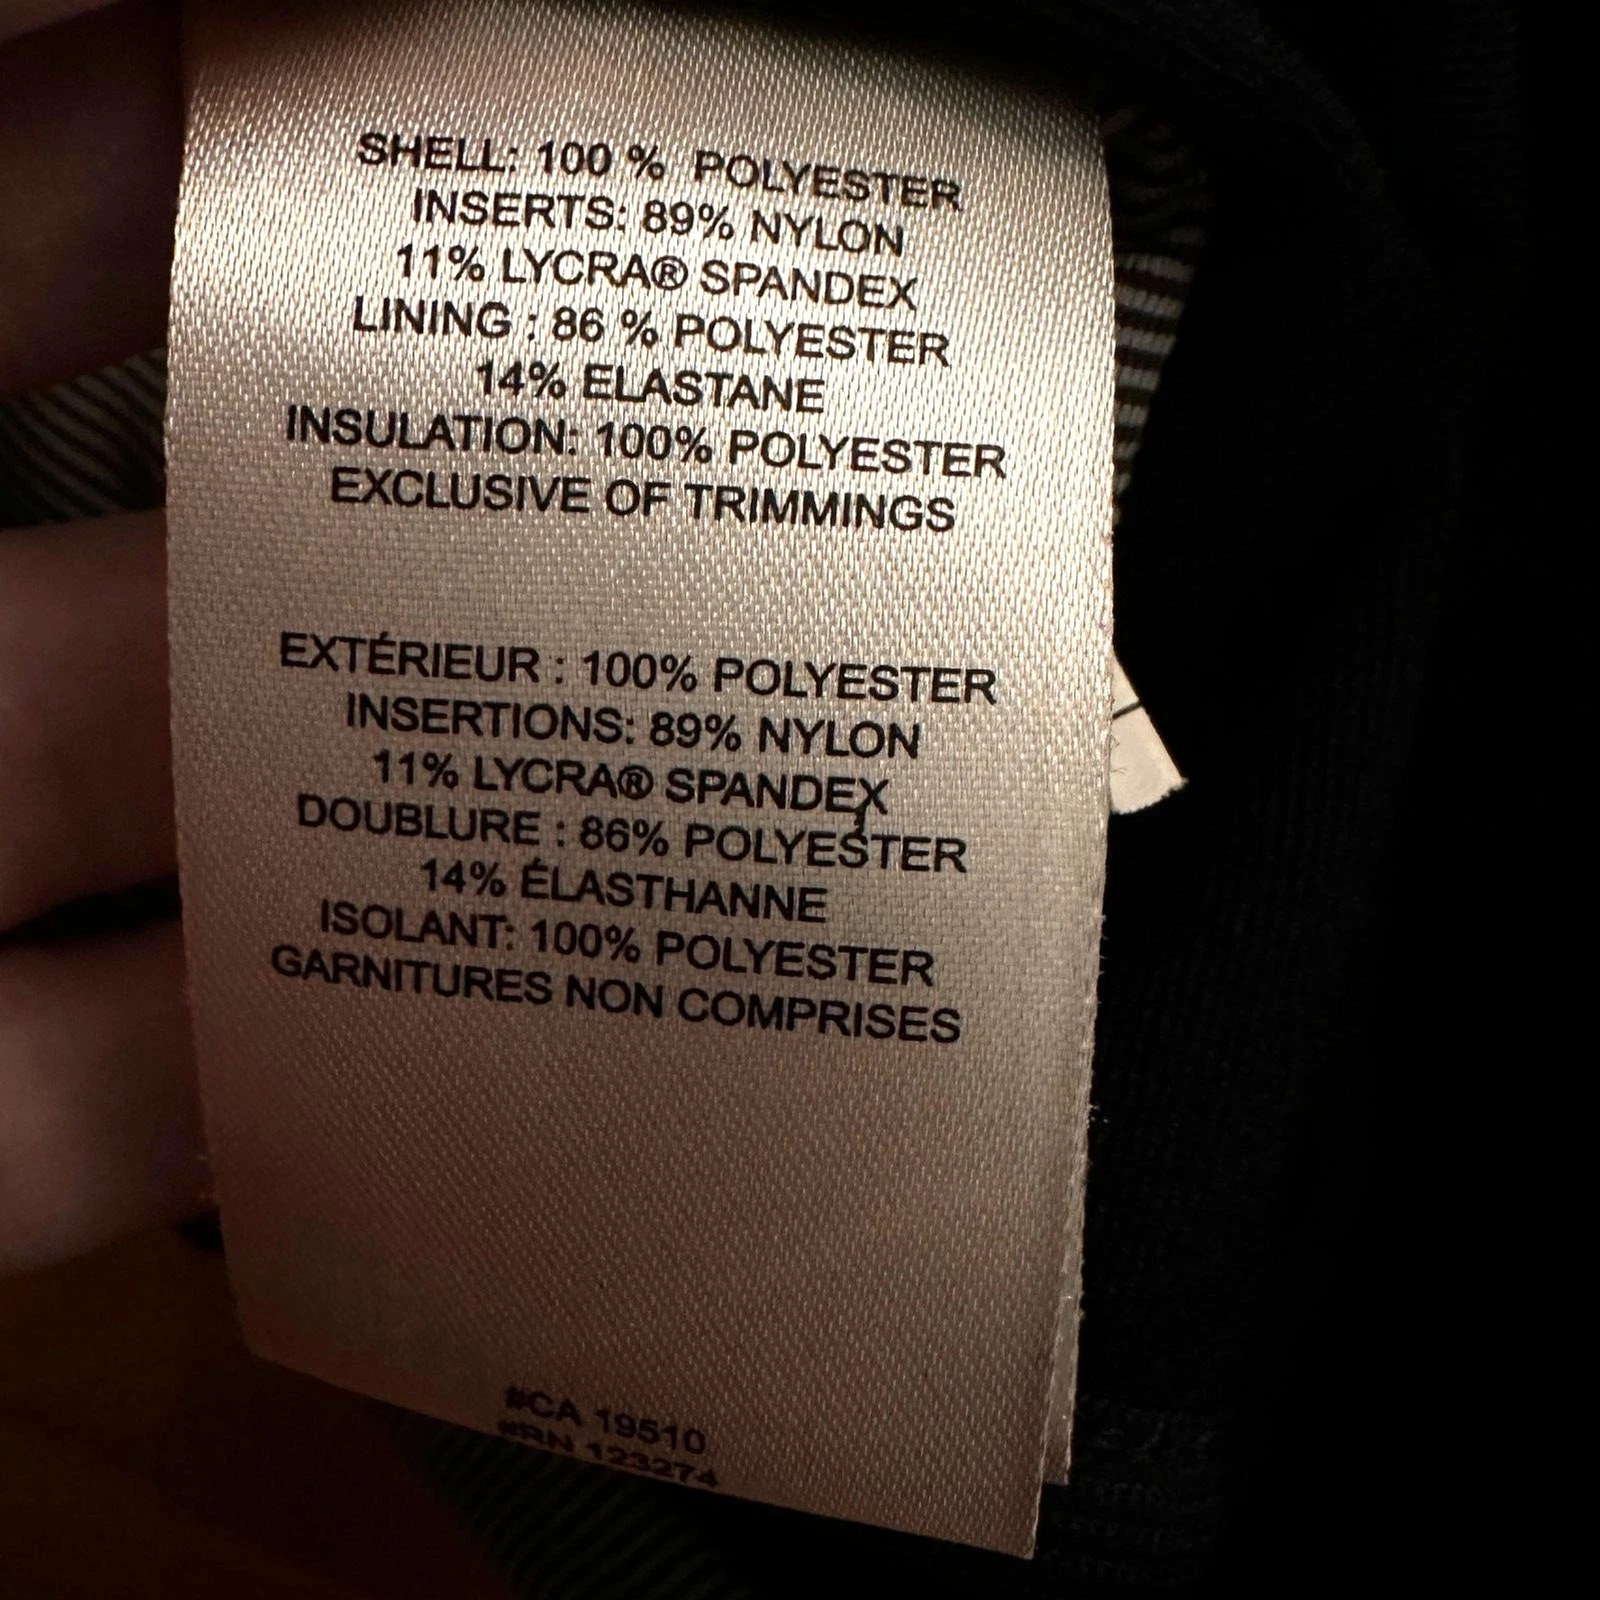 SHELL: 100 % POLYESTER
INSERTS: 89% NYLON
11% LYCRA® SPANDEX
LINING : 86 % POLYESTER
14% ELASTANE
INSULATION: 100% POLYESTER
EXCLUSIVE OF TRIMMINGS
EXTÉRIEUR : 100% POLYESTER
INSERTIONS: 89% NYLON
11% LYCRA® SPANDEX
DOUBLURE : 86% POLYESTER
14% ÉLASTHANNE
ISOLANT: 100% POLYESTER
GARNITURES NON COMPRISES
#CA 19510
#RN 123274